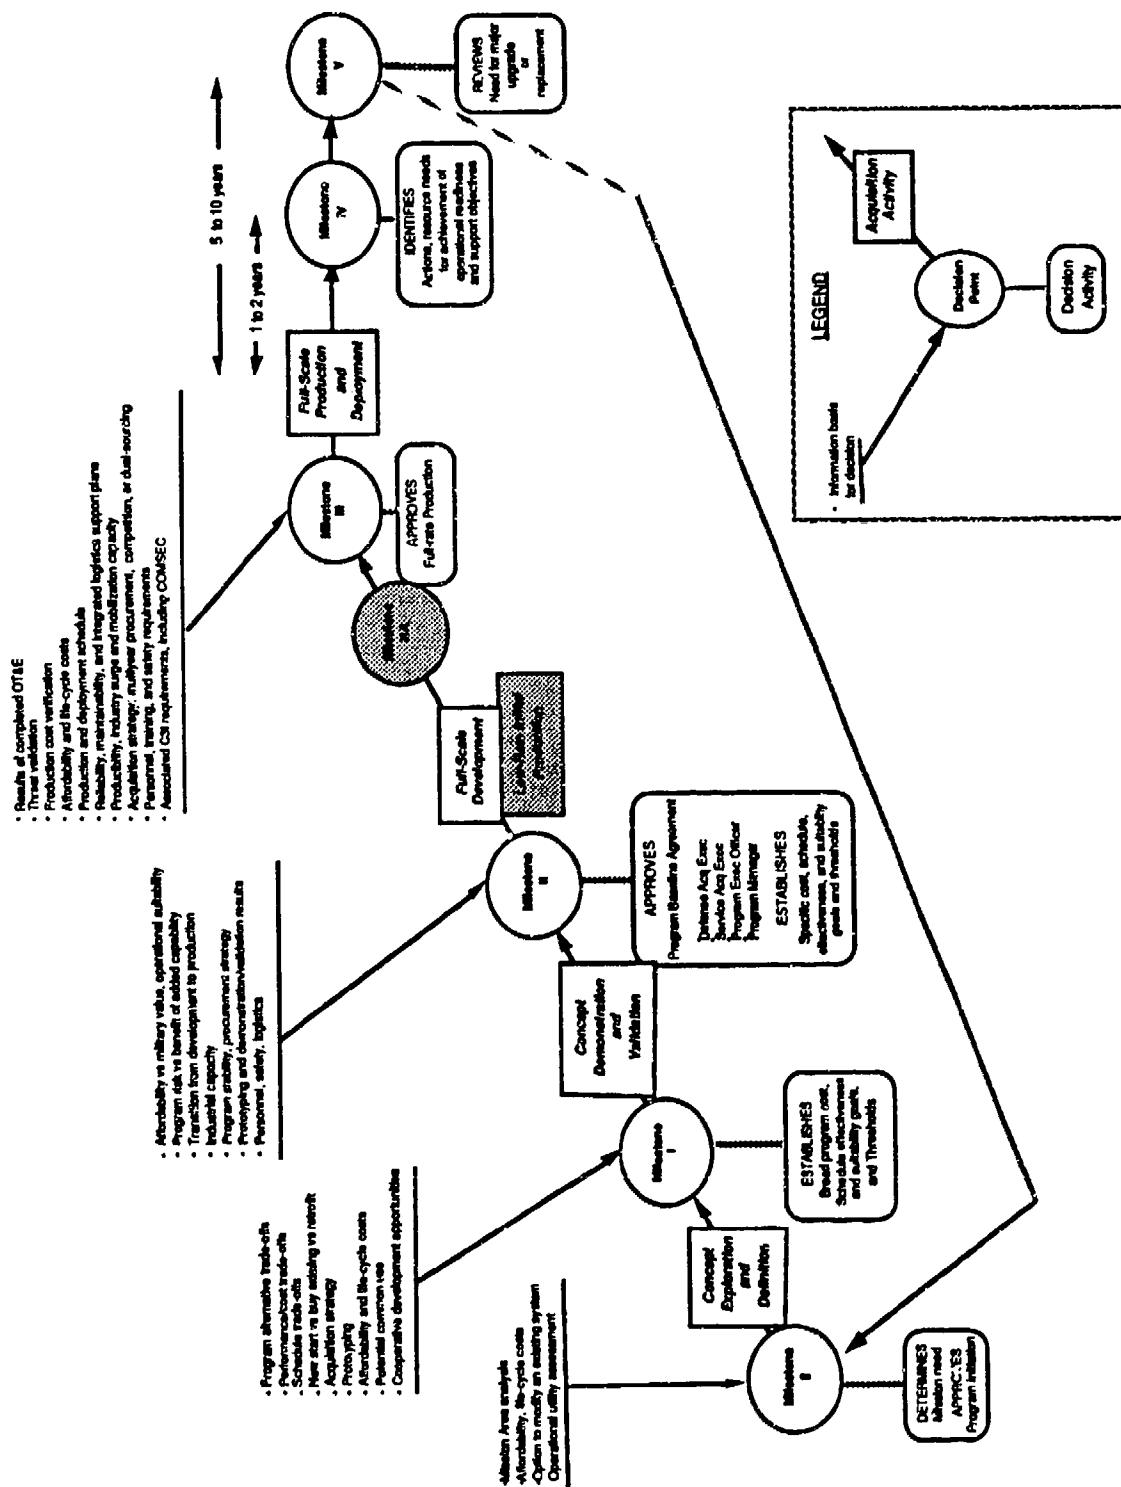 • Mission Area analysis
• Affordability, life-cycle costs
• Option to modify an existing system
Operational utility assessment
Milestone
DETERMINES
Mission need
APPROVES
Program Initiation
Concept
Exploration
and
Definition
• Program alternative trade-offs
• Performance/cost trade-offs
• Schedule trade-offs
• New start vs buy existing vs retrofit
• Acquisition strategy
• Prototyping
• Affordability and life-cycle costs
• Potential common use
• Cooperative development opportunities
Milestone
I
ESTABLISHES
Broad program cost,
Schedule effectiveness
and suitability goals,
and Thresholds
Concept
Demonstration
and
Validation
• Affordability vs military value, operational suitability
• Program risk vs benefit of added capability
• Transition from development to production
• Industrial capacity
• Program stability, procurement strategy
• Prototyping and demonstration/validation results
• Personnel, safety, logistics
Milestone
II
APPROVES
Program Baseline Agreement
Defense Acq Exec
Service Acq Exec
Program Exec Officer
Program Manager
ESTABLISHES
Specific cost, schedule,
effectiveness, and suitability
goals and thresholds
Full-Scale
Development
Low-Rate Initial
Production
Milestone
• Results of completed OT&E
• Threat validation
• Production cost verification
• Affordability and life-cycle costs
• Production and deployment schedule
• Reliability, maintainability, and integrated logistics support plans
• Producibility, industry surge and mobilization capacity
• Acquisition strategy: multiyear procurement, competition, or dual-sourcing
• Personnel, training, and safety requirements
• Associated C3I requirements, including COMSEC
Milestone
III
APPROVES
Full-rate Production
Full-Scale
Production
and
Deployment
1 to 2 years
5 to 10 years
Milestone
IV
IDENTIFIES
Actions, resource needs
for achievement of
operational readiness
and support objectives
Milestone
V
REVIEWS
Need for major
upgrade
or
replacement
LEGEND
• Information basis
for decision
Decision
Point
Acquisition
Activity
Decision
Activity